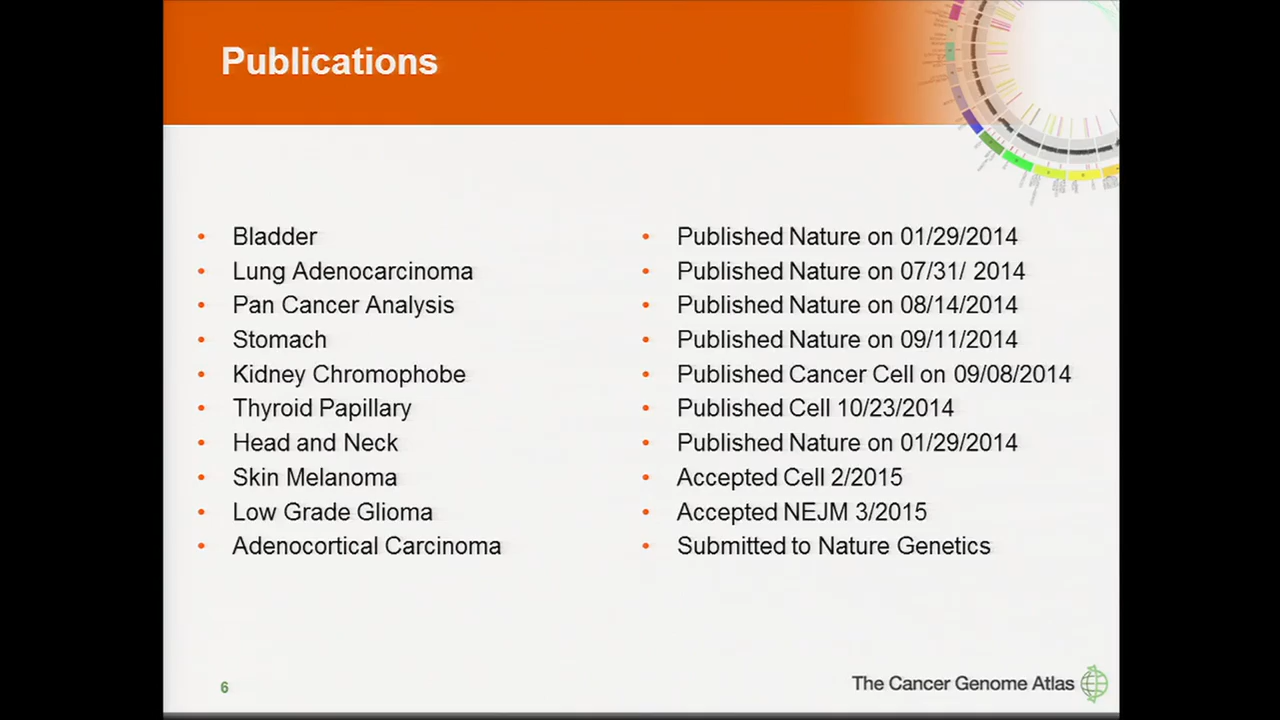 Publications
• Bladder
• Lung Adenocarcinoma
• Pan Cancer Analysis
• Stomach
• Kidney Chromophobe
• Thyroid Papillary
• Head and Neck
• Skin Melanoma
• Low Grade Glioma
• Adenocortical Carcinoma
• Published Nature on 01/29/2014
• Published Nature on 07/31/ 2014
• Published Nature on 08/14/2014
• Published Nature on 09/11/2014
• Published Cancer Cell on 09/08/2014
• Published Cell 10/23/2014
• Published Nature on 01/29/2014
• Accepted Cell 2/2015
• Accepted NEJM 3/2015
• Submitted to Nature Genetics
6
The Cancer Genome Atlas